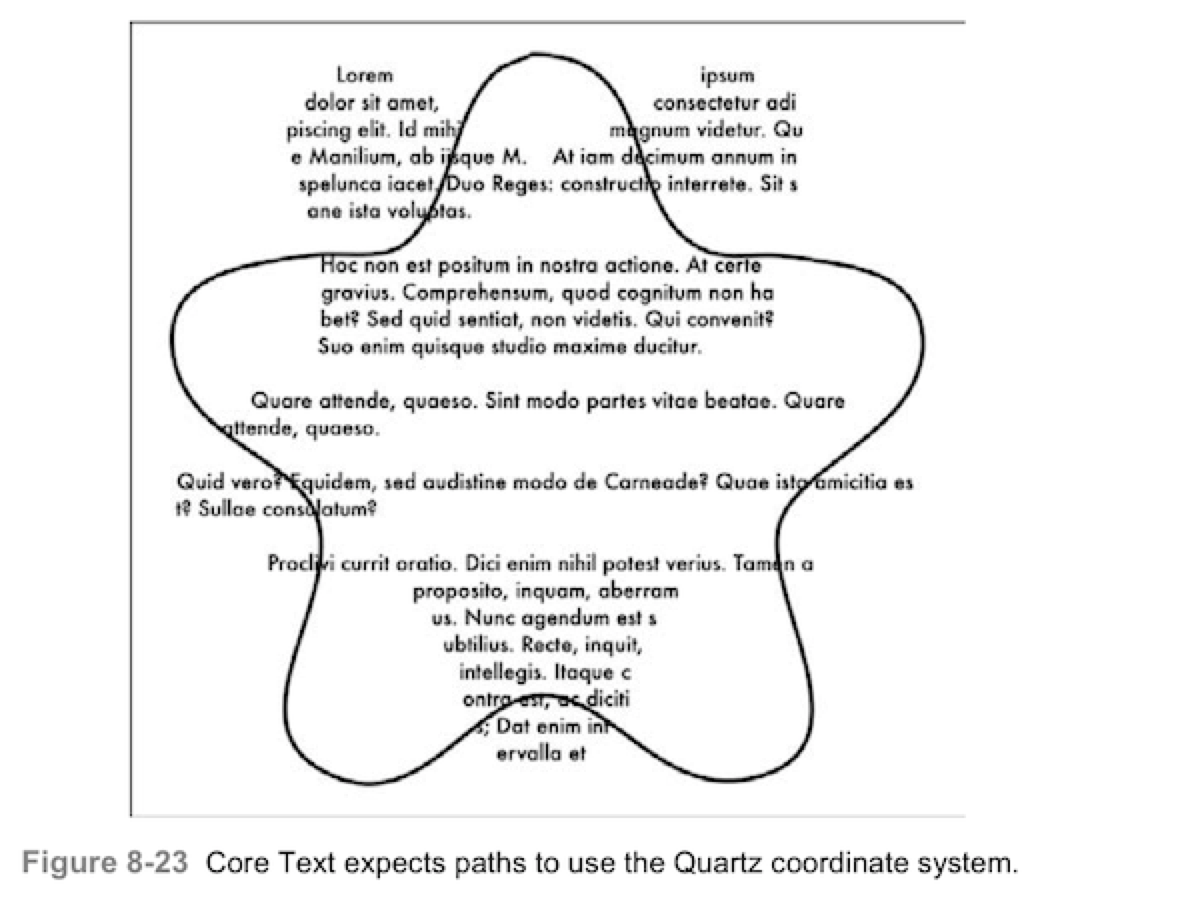 Lorem ipsum
dolor sit amet, consectetur adi
piscing elit. Id mihi magnum videtur. Qu
e Manilium, ab iisque M. At iam decimum annum in
spelunca iacet. Duo Reges: constructio interrete. Sit s
ane ista voluptas.
Hoc non est positum in nostra actione. At certe
gravius. Comprehensum, quod cognitum non ha
bet? Sed quid sentiat, non videtis. Qui convenit?
Suo enim quisque studio maxime ducitur.
Quare attende, quaeso. Sint modo partes vitae beatae. Quare
attende, quaeso.
Quid vero? Equidem, sed audistine modo de Carneade? Quae ista amicitia es
t? Sullae consulatum?
Proclivi currit oratio. Dici enim nihil potest verius. Tamen a
proposito, inquam, aberram
us. Nunc agendum est s
ubtilius. Recte, inquit,
intellegis. Itaque c
ontra est, ac diciti
s; Dat enim int
ervalla et
Figure 8-23 Core Text expects paths to use the Quartz coordinate system.